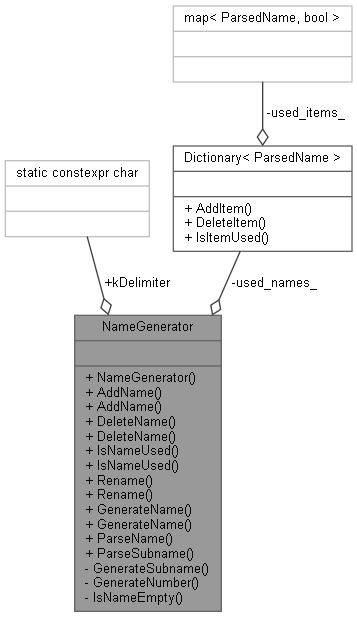 map< ParsedName, bool >
-used_items_
Dictionary< ParsedName >
+ AddItem()
+ DeleteItem()
+ IsItemUsed()
static constexpr char
+kDelimiter
-used_names_
NameGenerator
+ NameGenerator()
+ AddName()
+ AddName()
+ DeleteName()
+ DeleteName()
+ IsNameUsed()
+ IsNameUsed()
+ Rename()
+ Rename()
+ GenerateName()
+ GenerateName()
+ ParseName()
+ ParseSubname()
- GenerateSubname()
- GenerateNumber()
- IsNameEmpty()